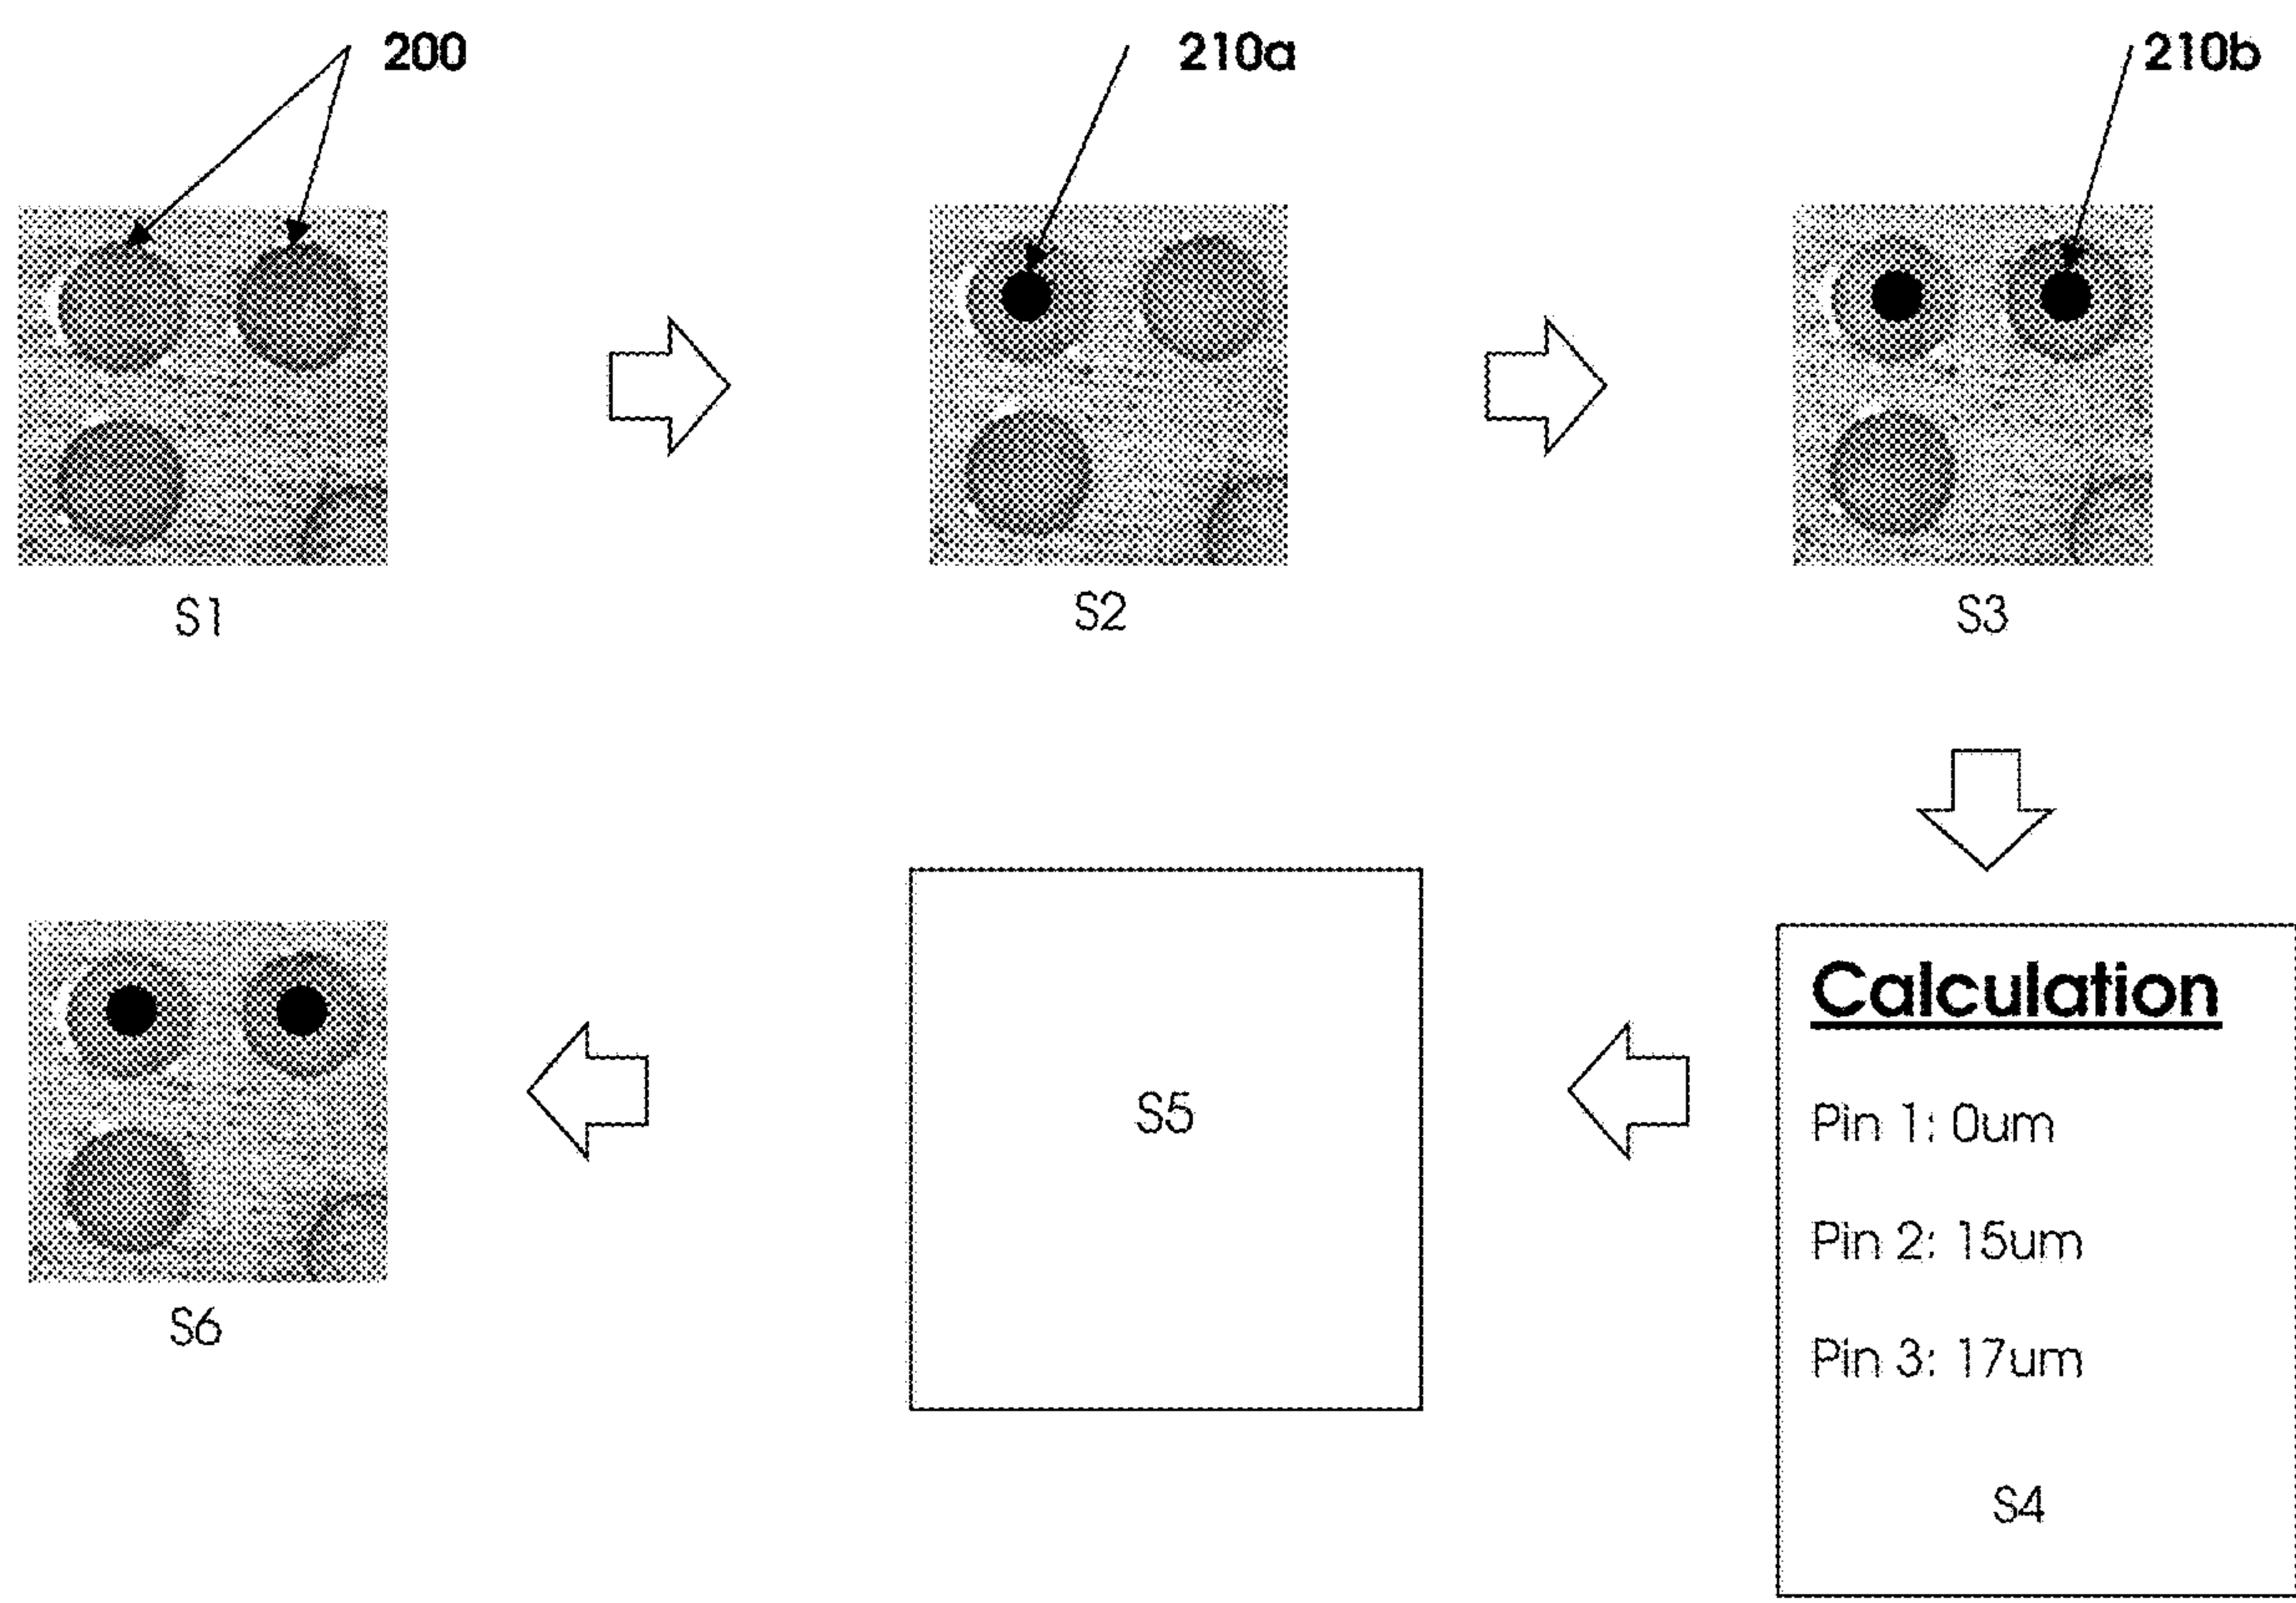 200
210a
210b
S1
S2
S3
Calculation
Pin 1: 0um
Pin 2: 15um
Pin 3: 17um
S4
S5
S6